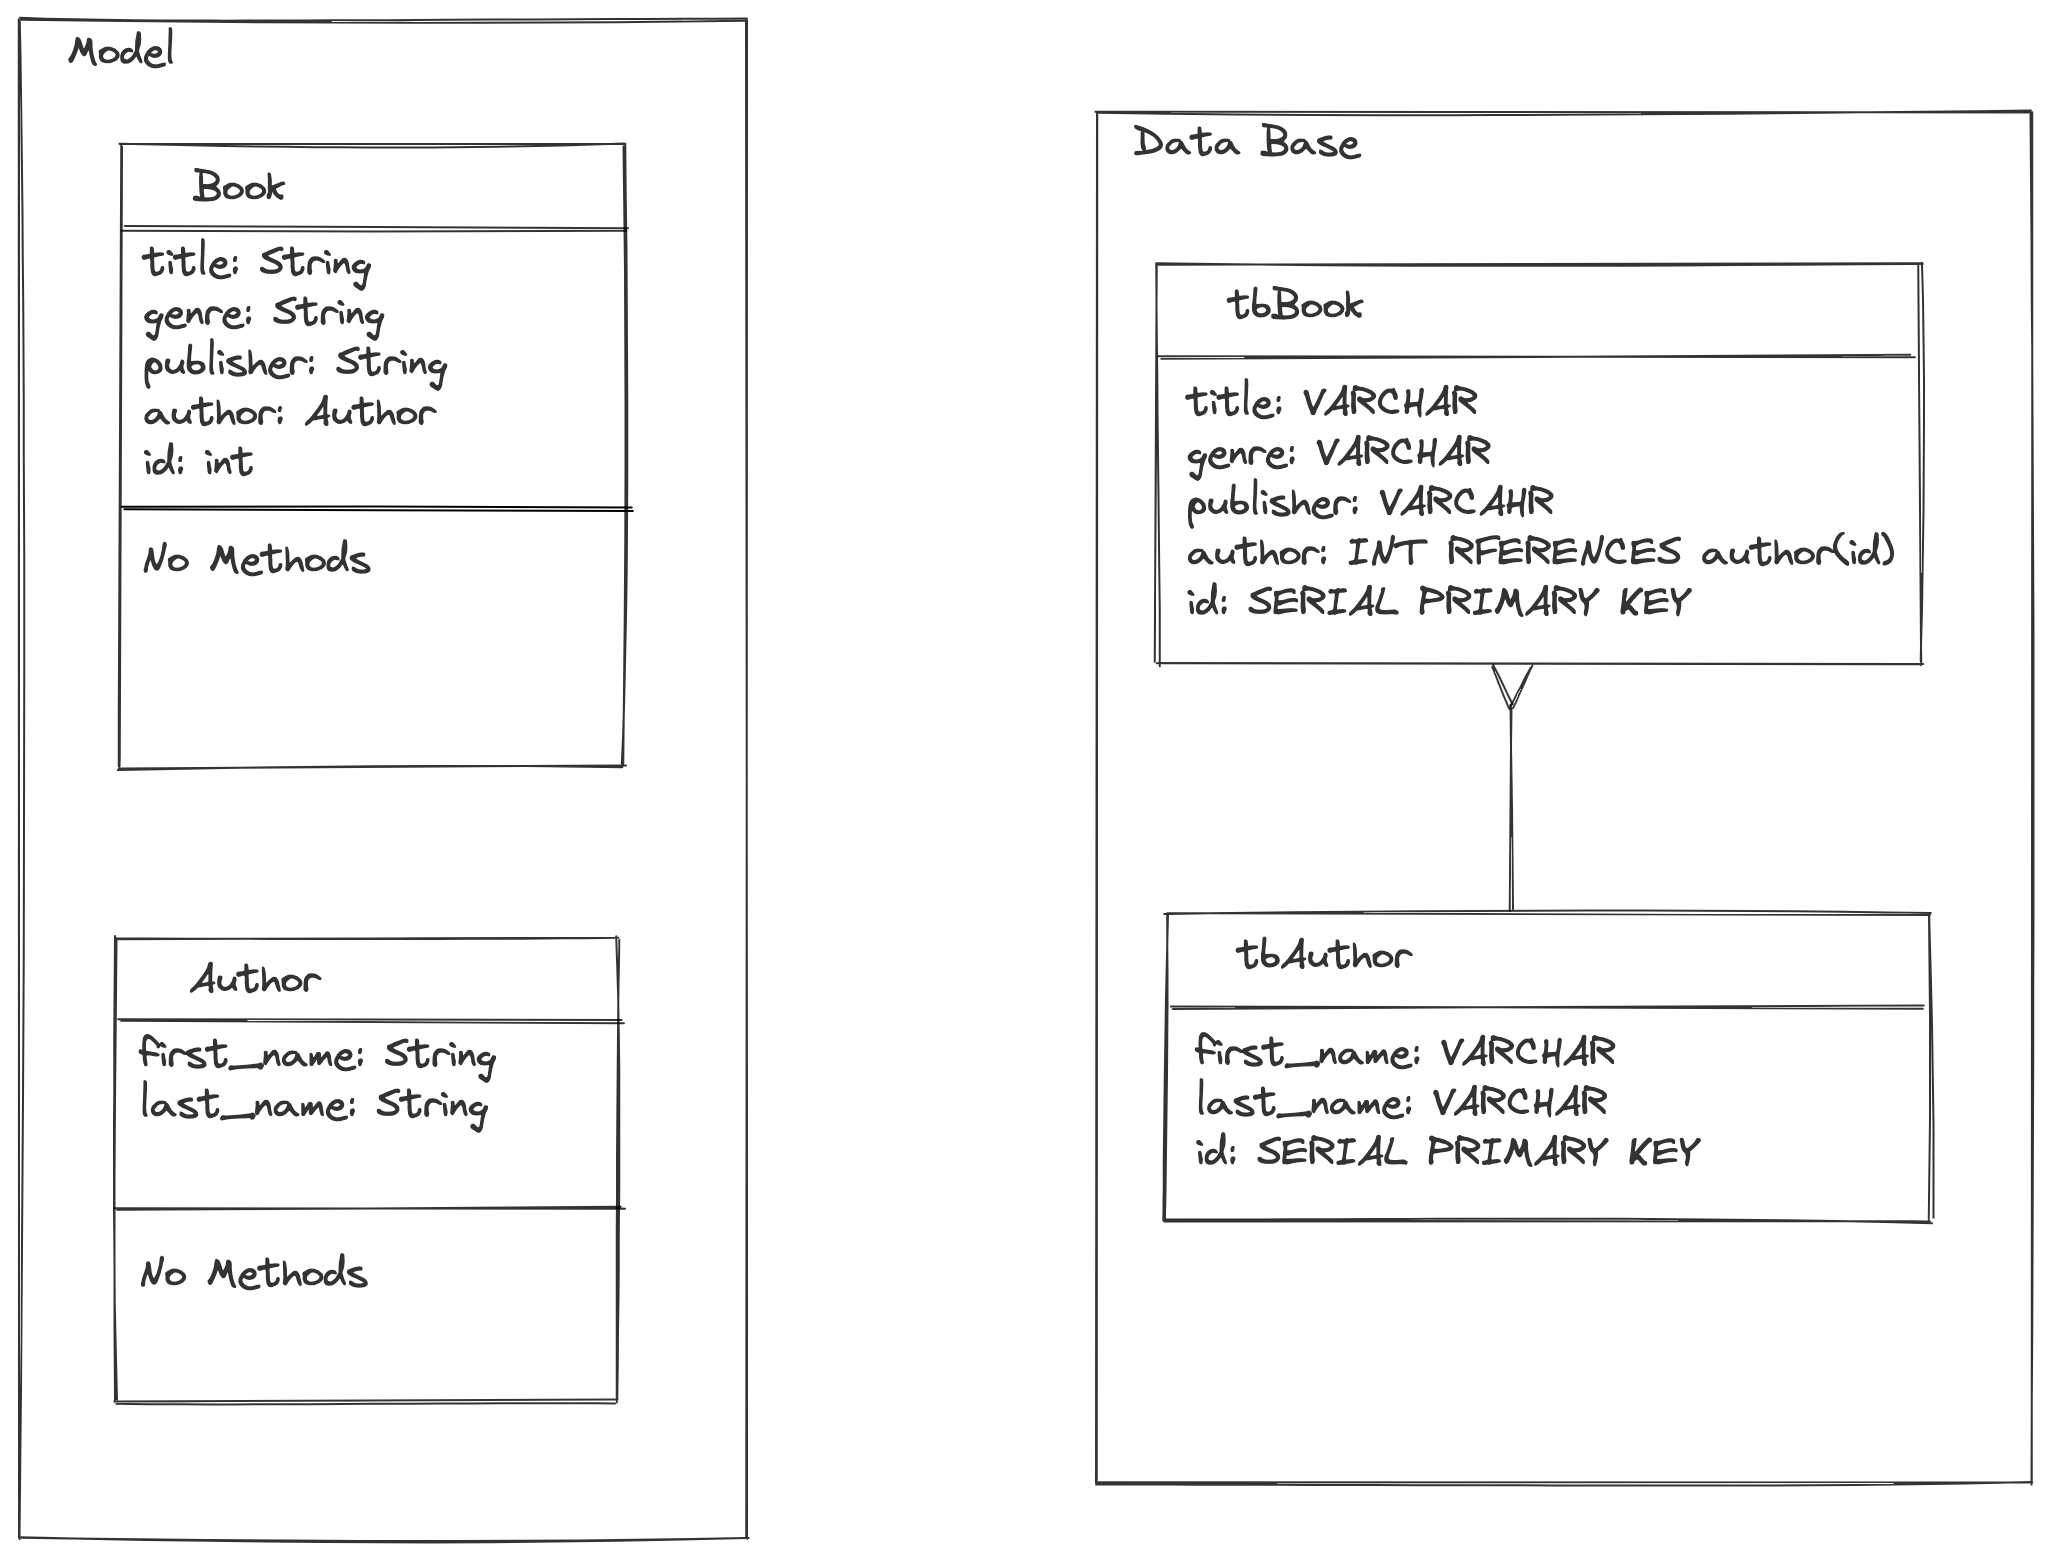 Model
Book
title: String
genre: String
publisher: String
author: Author
id: int
No Methods
Author
first_name: String
last_name: String
No Methods
Data Base
tbBook
title: VARCHAR
genre: VARCHAR
publisher: VARCAHR
author: INT RFERENCES author(id)
id: SERIAL PRIMARY KEY
tbAuthor
first_name: VARCHAR
last_name: VARCHAR
id: SERIAL PRIMARY KEY